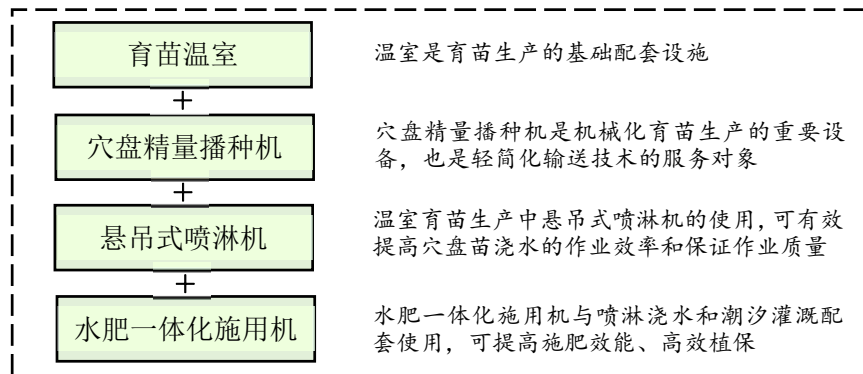 育苗温室
温室是育苗生产的基础配套设施
+
穴盘精量播种机
穴盘精量播种机是机械化育苗生产的重要设
备，也是轻简化输送技术的服务对象
+
悬吊式喷淋机
温室育苗生产中悬吊式喷淋机的使用,可有效
提高穴盘苗浇水的作业效率和保证作业质量
+
水肥一体化施用机
水肥一体化施用机与喷淋浇水和潮汐灌溉配
套使用，可提高施肥效能、高效植保